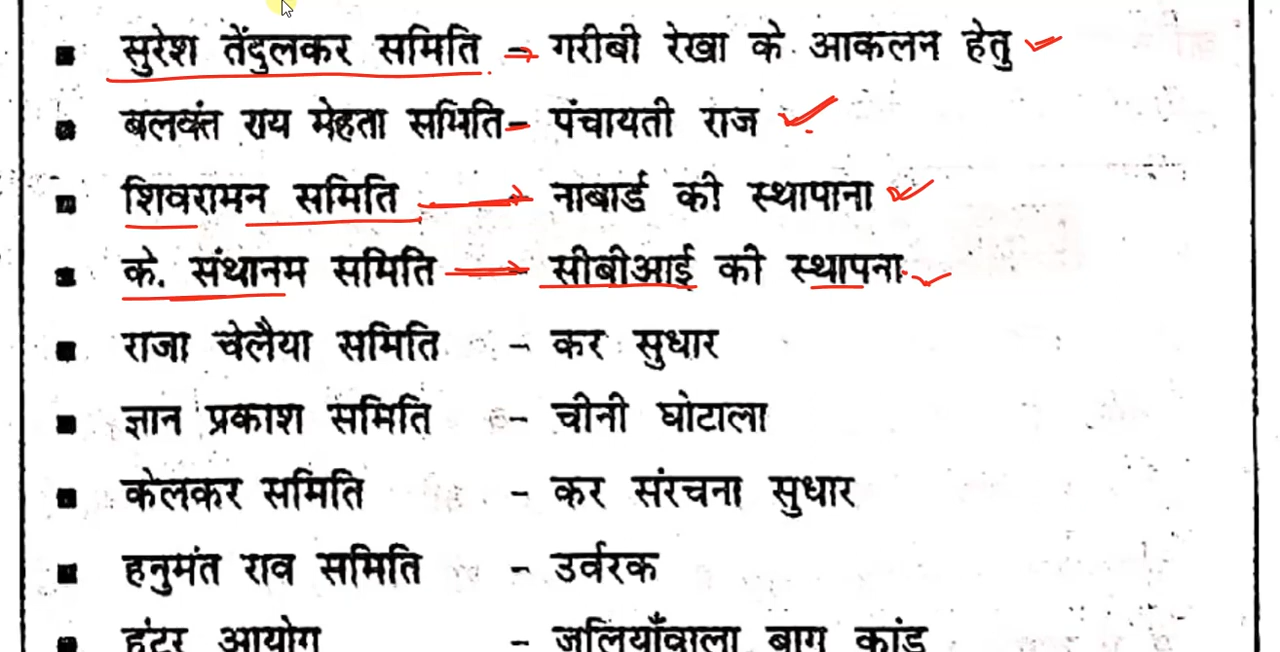 सुरेश तेंदुलकर समिति - गरीबी रेखा के आकलन हेतु
बलवंत राय मेहता समिति - पंचायती राज
शिवरामन समिति - नाबार्ड की स्थापाना
के. संथानम समिति - सीबीआई की स्थापना
राजा चेलैया समिति - कर सुधार
ज्ञान प्रकाश समिति - चीनी घोटाला
केलकर समिति - कर संरचना सुधार
हनुमंत राव समिति - उर्वरक
हंटर आयोग - जलियाँवाला बाग कांड